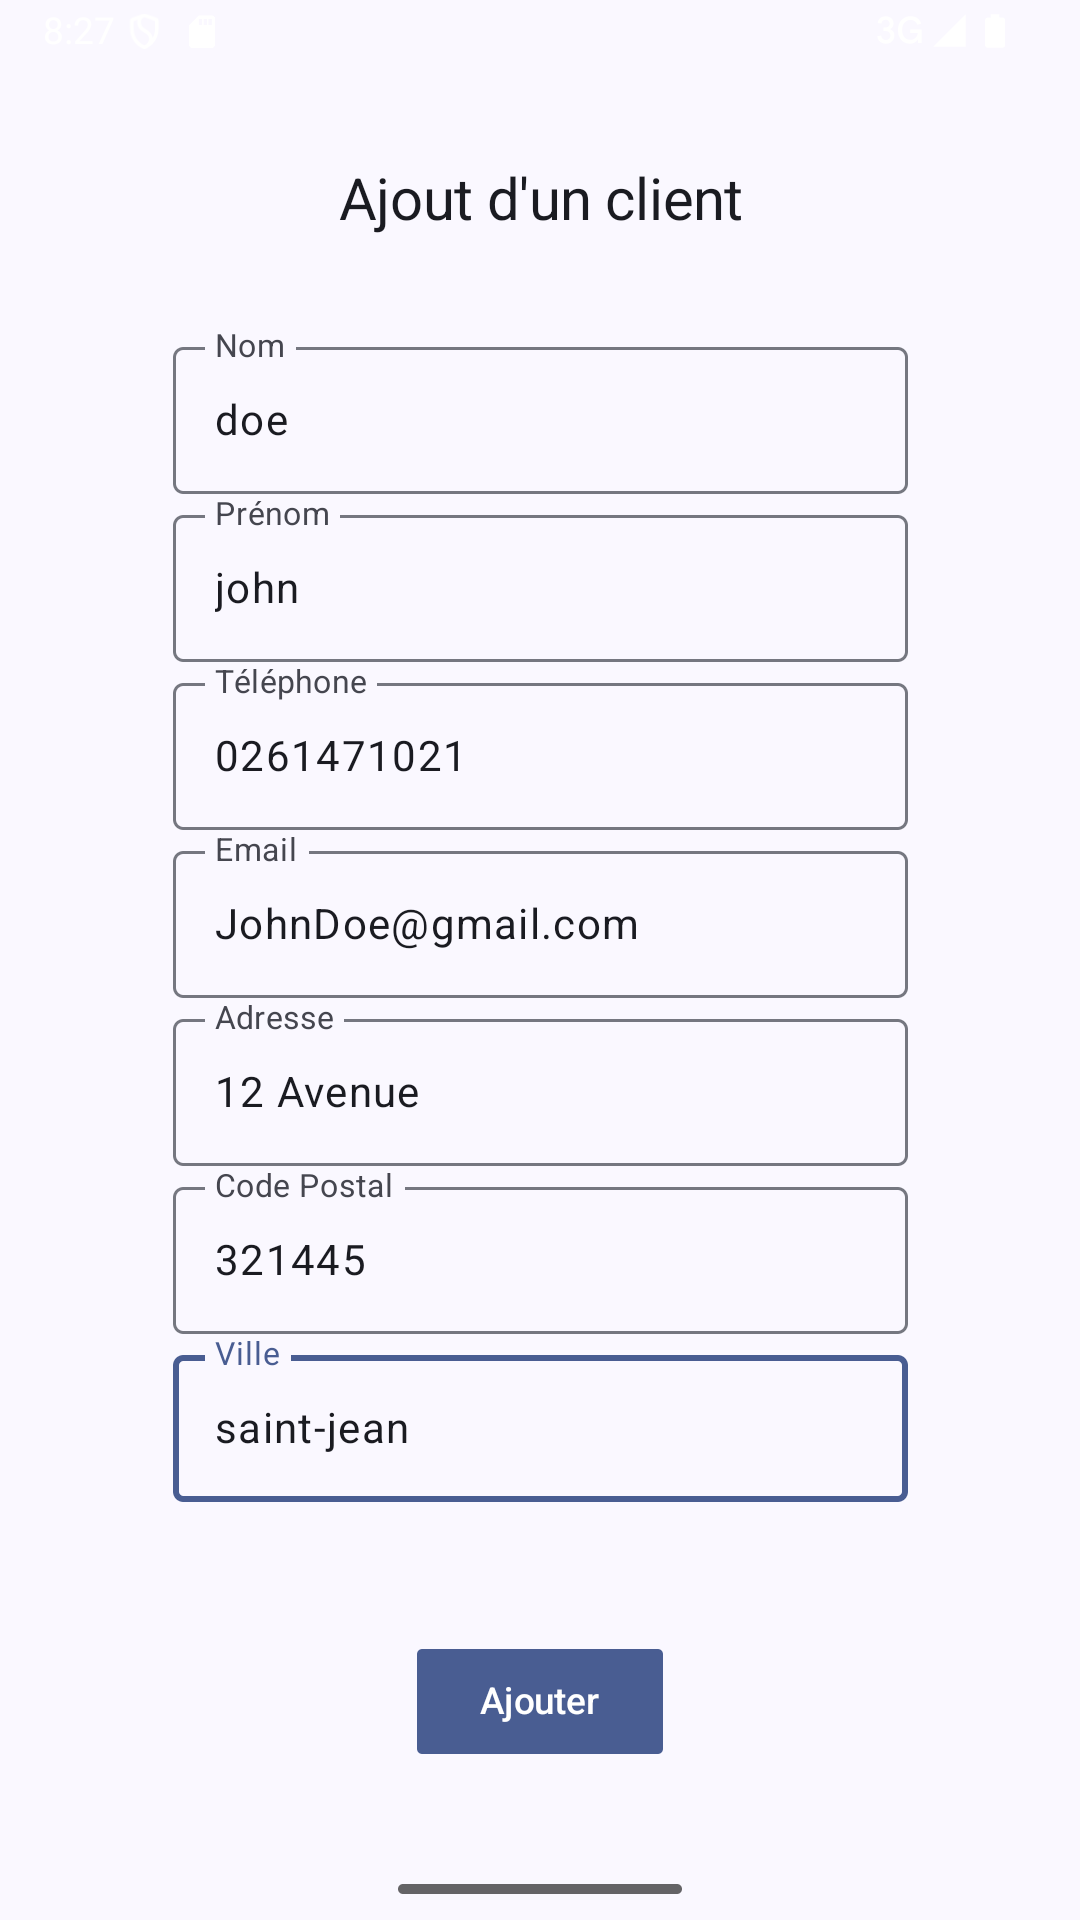 8:27 3G
Ajout d'un client
Nom
doe
Prénom
john
Téléphone
0261471021
Email
JohnDoe@gmail.com
Adresse
12 Avenue
Code Postal
321445
Ville
saint-jean
Ajouter